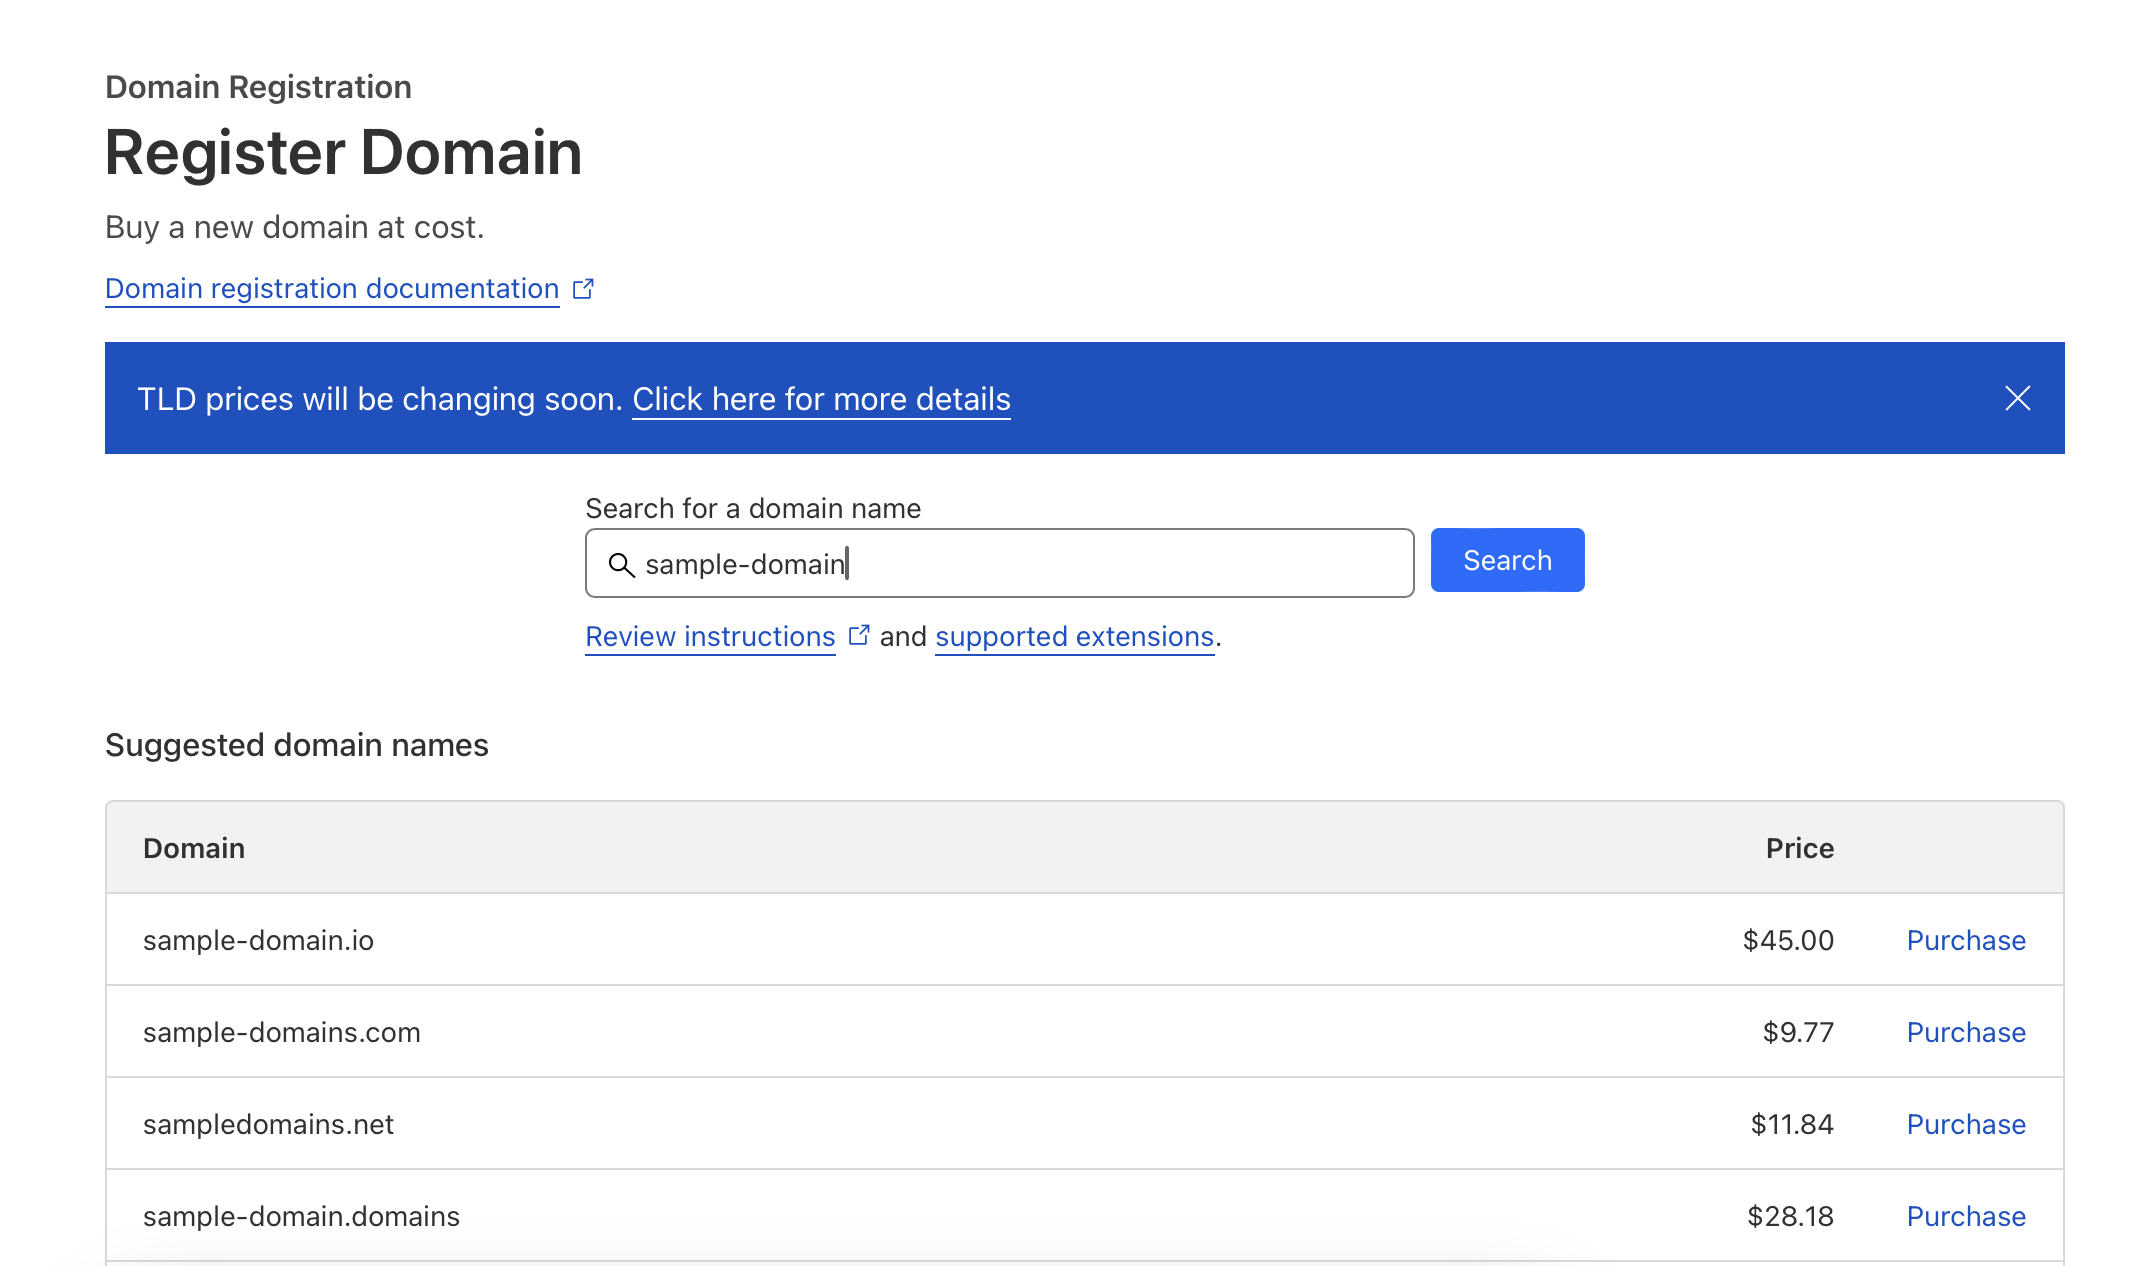 Domain Registration
Register Domain
Buy a new domain at cost.
Domain registration documentation
TLD prices will be changing soon. Click here for more details
Search for a domain name
sample-domain
Search
Review instructions and supported extensions.
Suggested domain names
Domain Price
sample-domain.io $45.00 Purchase
sample-domains.com $9.77 Purchase
sampledomains.net $11.84 Purchase
sample-domain.domains $28.18 Purchase